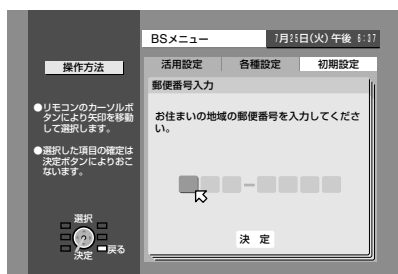 BSメニュー
7月25日(火)午後 6:37
操作方法
活用設定 各種設定 初期設定
郵便番号入力
●リモコンのカーソルボ
タンにより矢印を移動
して選択します。
●選択した項目の確定は
決定ボタンによりおこ
ないます。
お住まいの地域の郵便番号を入力してくださ
い。
選択
戻る
決定
決 定